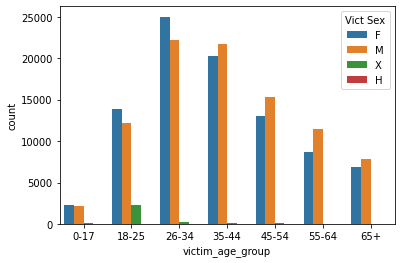 Vict Sex
F
M
X
H
25000
20000
15000
10000
5000
0
count
0-17 18-25 26-34 35-44 45-54 55-64 65+
victim_age_group